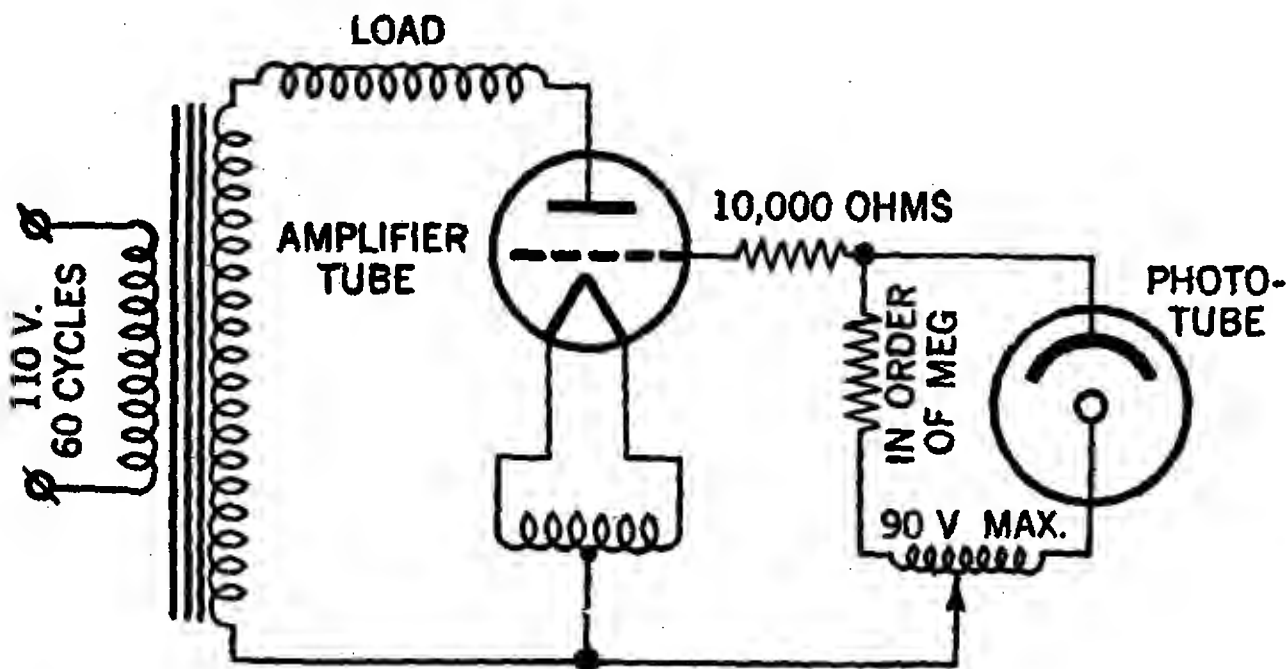 LOAD
AMPLIFIER
TUBE
10,000 OHMS
PHOTO-
TUBE
110 V.
60 CYCLES
IN ORDER
OF MEG
90 V MAX.